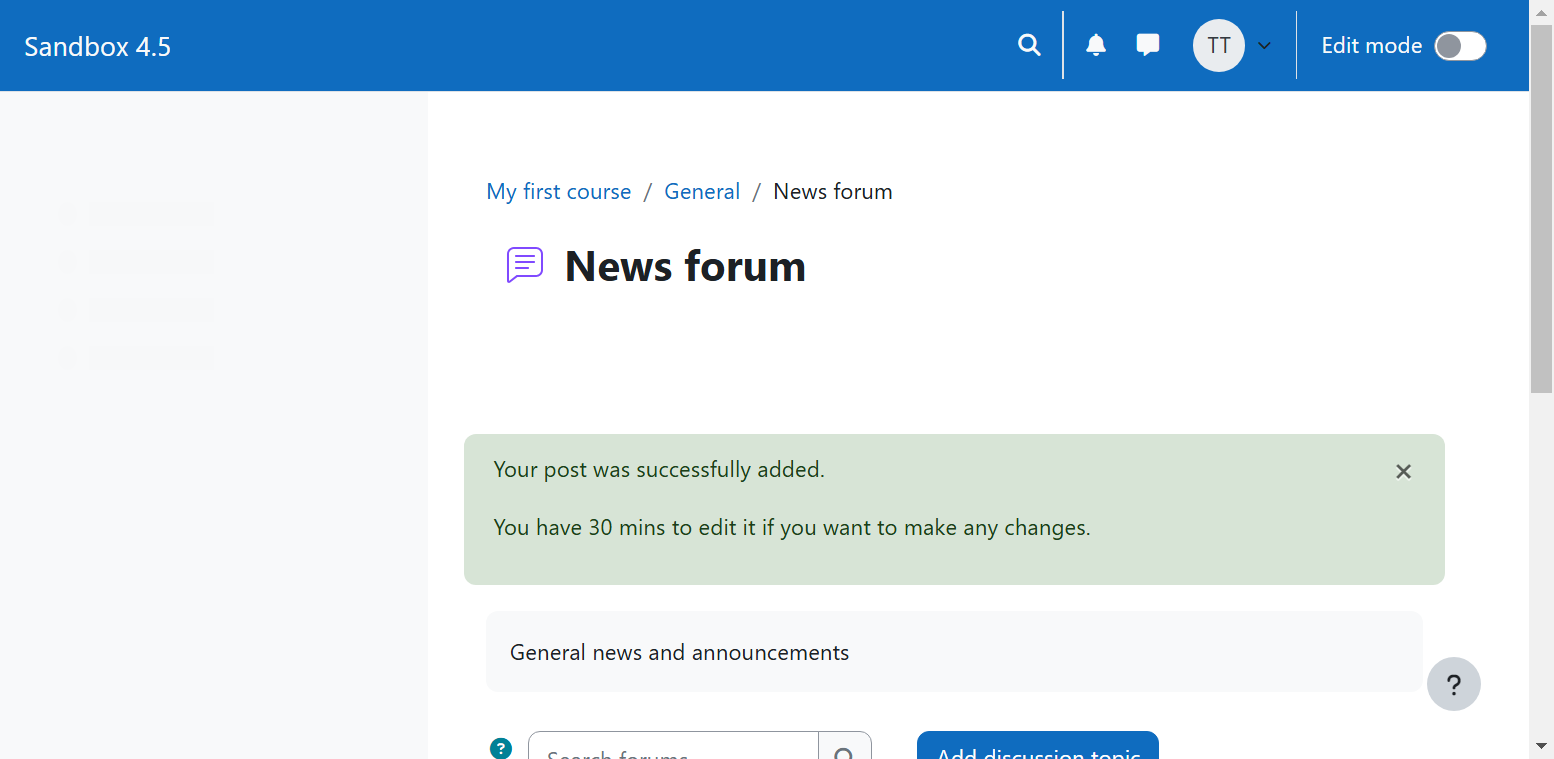 Sandbox 4.5
TT
Edit mode
My first course / General / News forum
News forum
Your post was successfully added.
You have 30 mins to edit it if you want to make any changes.
General news and announcements
?
?
Search forums
Add discussion topic